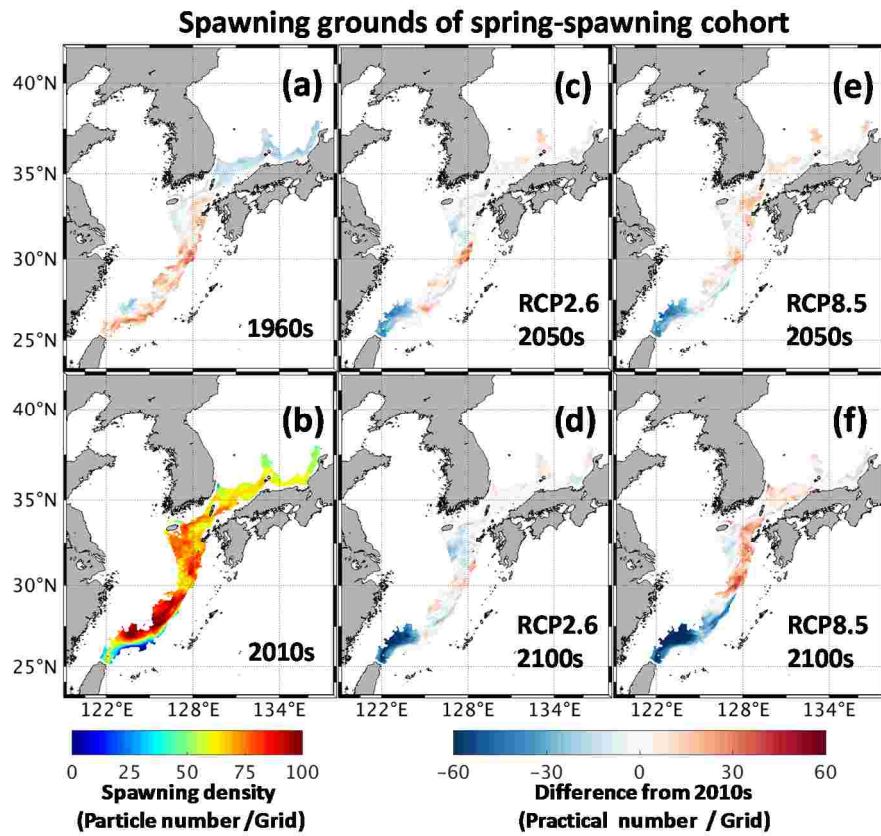 Spawning grounds of spring-spawning cohort
40°N
35°N
30°N
25°N
(a)
1960s
(c)
RCP2.6
2050s
(e)
RCP8.5
2050s
40°N
35°N
30°N
25°N
(b)
2010s
(d)
RCP2.6
2100s
(f)
RCP8.5
2100s
122°E 128°E 134°E
122°E 128°E 134°E
122°E 128°E 134°E
0 25 50 75 100
Spawning density
(Particle number /Grid)
−60 −30 0 30 60
Difference from 2010s
(Practical number / Grid)